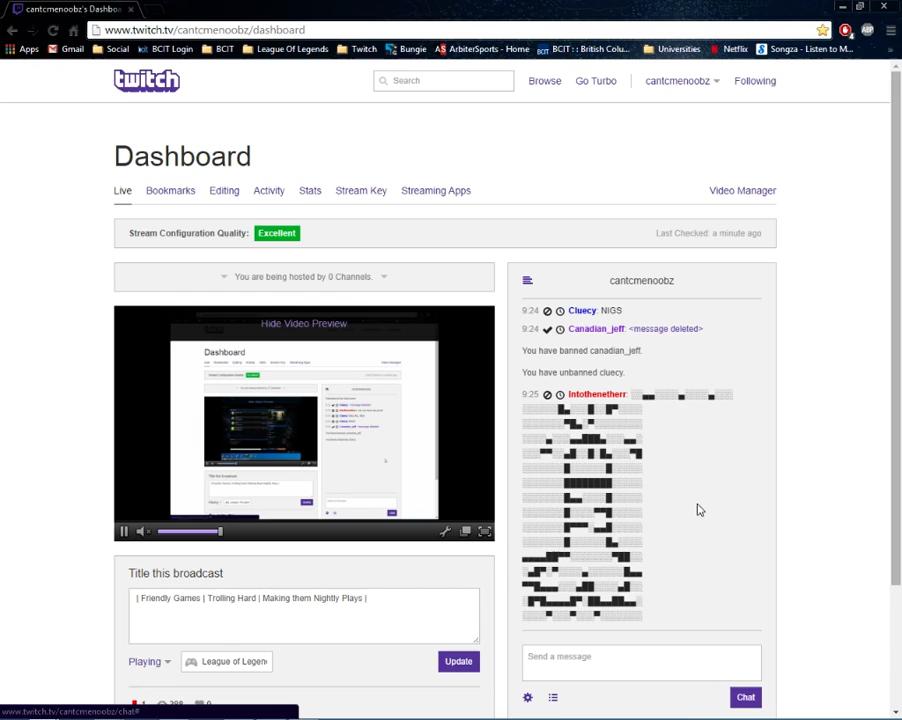 cantcmenoobz's Dashboa
www.twitch.tv/cantcmenoobz/dashboard
Apps Gmail Social BCIT Login BCIT League Of Legends Twitch Bungie ArbiterSports - Home BCIT :: British Colu... Universities Netflix Songza - Listen to M
twitch
Search
Browse Go Turbo cantcmenoobz Following
Dashboard
Live Bookmarks Editing Activity Stats Stream Key Streaming Apps Video Manager
Stream Configuration Quality: Excellent Last Checked: a minute ago
You are being hosted by 0 Channels.
Hide Video Preview
Dashboard
Title this broadcast
| Friendly Games | Trolling Hard | Making them Nightly Plays |
Playing League of Legen
Update
cantcmenoobz
9:24 Cluecy: NIGS
9:24 Canadian_jeff: <message deleted>
You have banned canadian_jeff.
You have unbanned cluecy.
9:25 Intothenetherr:
Send a message
Chat
www.twitch.tv/cantcmenoobz/chat#